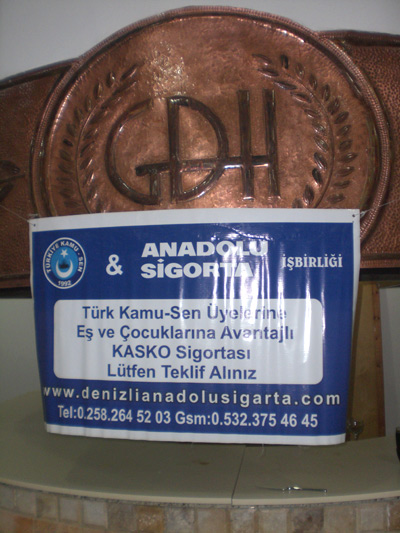 GDH
TÜRKİYE KAMU-SEN
1992
&
ANADOLU
SİGORTA
İŞBİRLİĞİ
Türk Kamu-Sen Üyelerine
Eş ve Çocuklarına Avantajlı
KASKO Sigortası
Lütfen Teklif Alınız
www.denizlianadolusigarta.com
Tel:0.258.264 52 03 Gsm:0.532.375 46 45